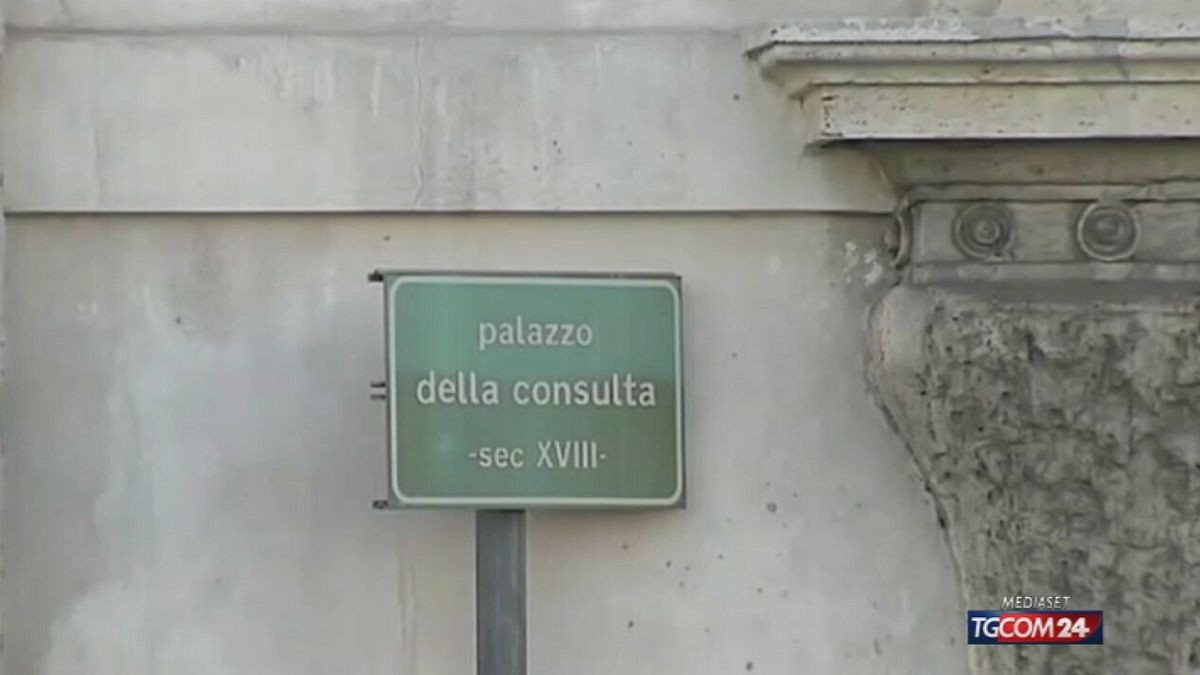 palazzo
della consulta
-sec XVIII-
MEDIASET
TGCOM24